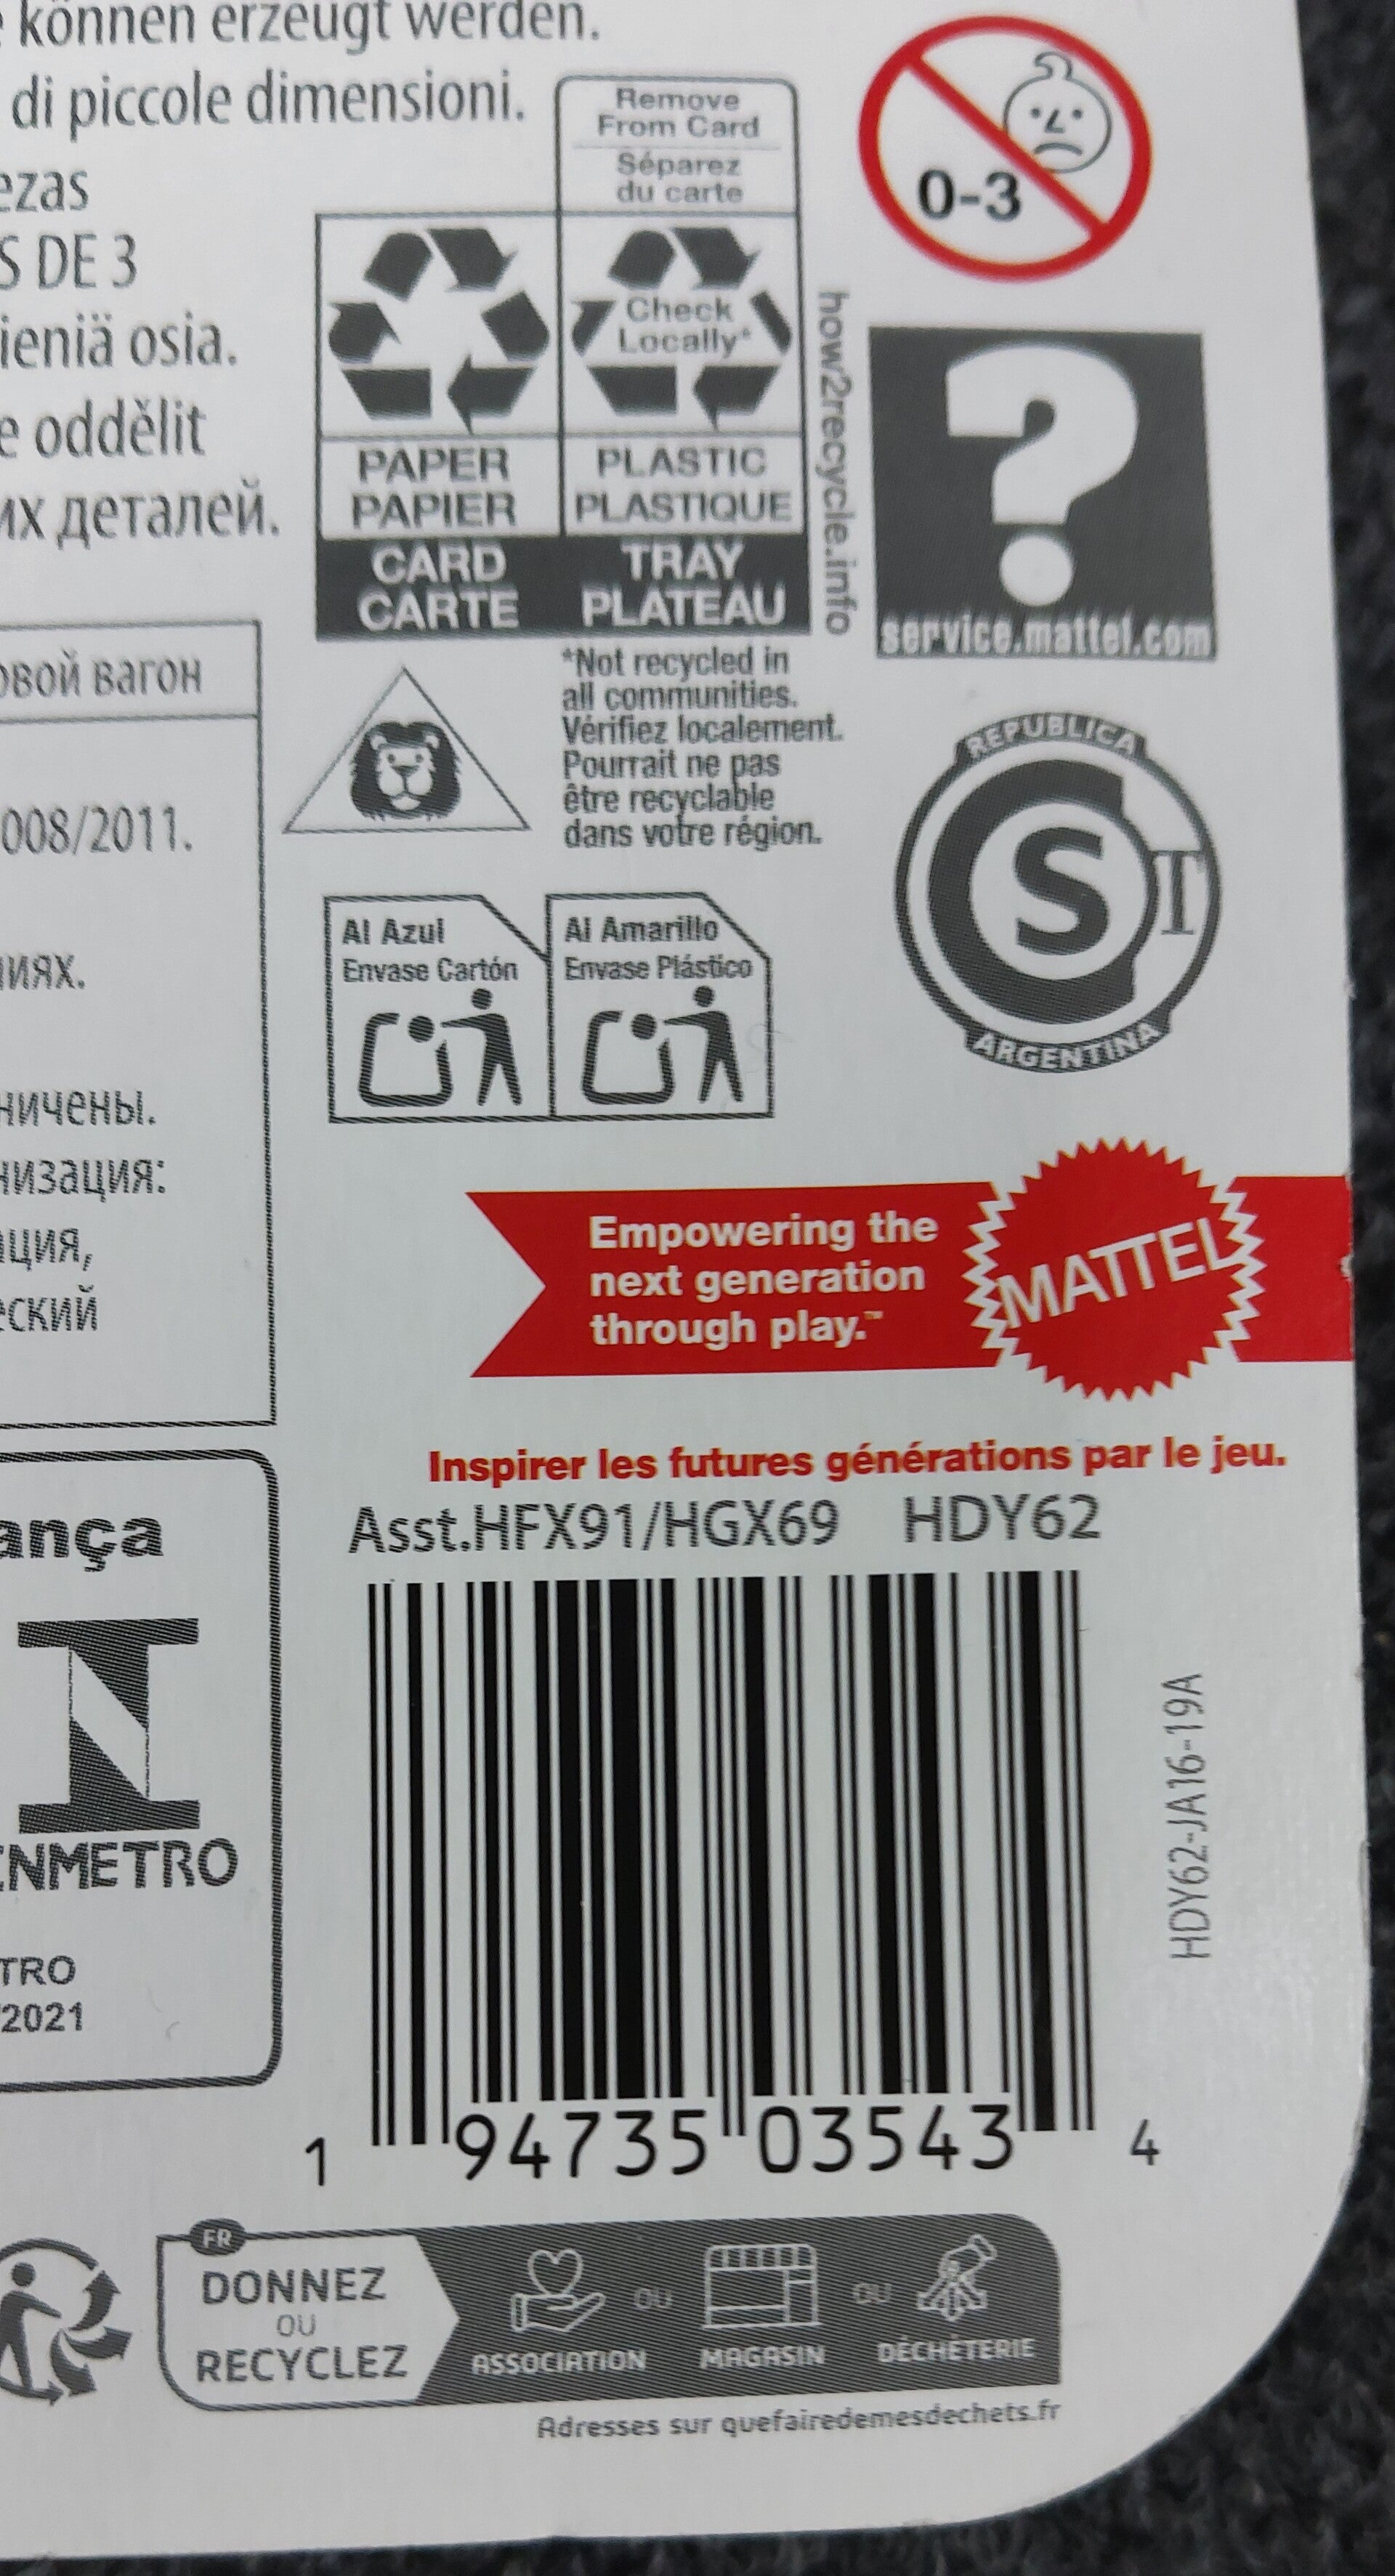 können erzeugt werden.
di piccole dimensioni.
ezas
S DE 3
ieniä osia.
e oddělit
их деталей.
Remove
From Card
Séparez
du carte
Check
Locally*
PAPER
PAPIER
PLASTIC
PLASTIQUE
CARD
CARTE
TRAY
PLATEAU
how2recycle.info
0-3
?
service.mattel.com
*Not recycled in
all communities.
Vérifiez localement.
Pourrait ne pas
être recyclable
dans votre région.
овой вагон
008/2011.
ниях.
ничены.
низация:
ция,
еский
Al Azul
Envase Cartón
Al Amarillo
Envase Plástico
REPUBLICA
S
T
ARGENTINA
Empowering the
next generation
through play.™
MATTEL
Inspirer les futures générations par le jeu.
Asst.HFX91/HGX69 HDY62
ança
INMETRO
TRO
/2021
HDY62-JA16-19A
1 94735 03543 4
FR
DONNEZ
OU
RECYCLEZ
OU
OU
ASSOCIATION
MAGASIN
DÉCHÈTERIE
Adresses sur quefairedemesdechets.fr